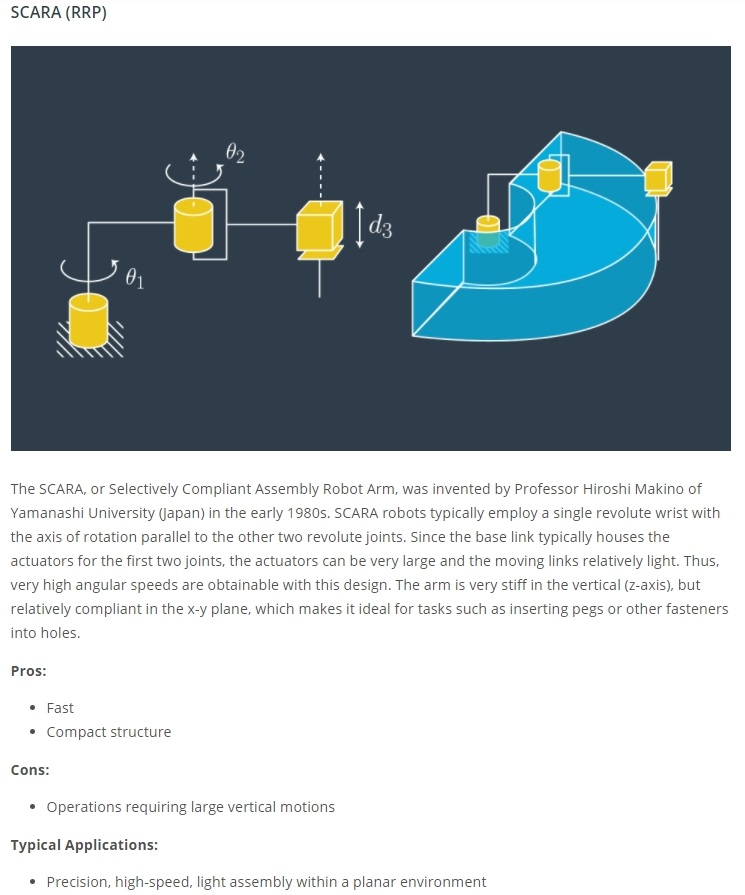 SCARA (RRP)
θ2
d3
θ1
The SCARA, or Selectively Compliant Assembly Robot Arm, was invented by Professor Hiroshi Makino of
Yamanashi University (Japan) in the early 1980s. SCARA robots typically employ a single revolute wrist with
the axis of rotation parallel to the other two revolute joints. Since the base link typically houses the
actuators for the first two joints, the actuators can be very large and the moving links relatively light. Thus,
very high angular speeds are obtainable with this design. The arm is very stiff in the vertical (z-axis), but
relatively compliant in the x-y plane, which makes it ideal for tasks such as inserting pegs or other fasteners
into holes.
Pros:
• Fast
• Compact structure
Cons:
• Operations requiring large vertical motions
Typical Applications:
• Precision, high-speed, light assembly within a planar environment